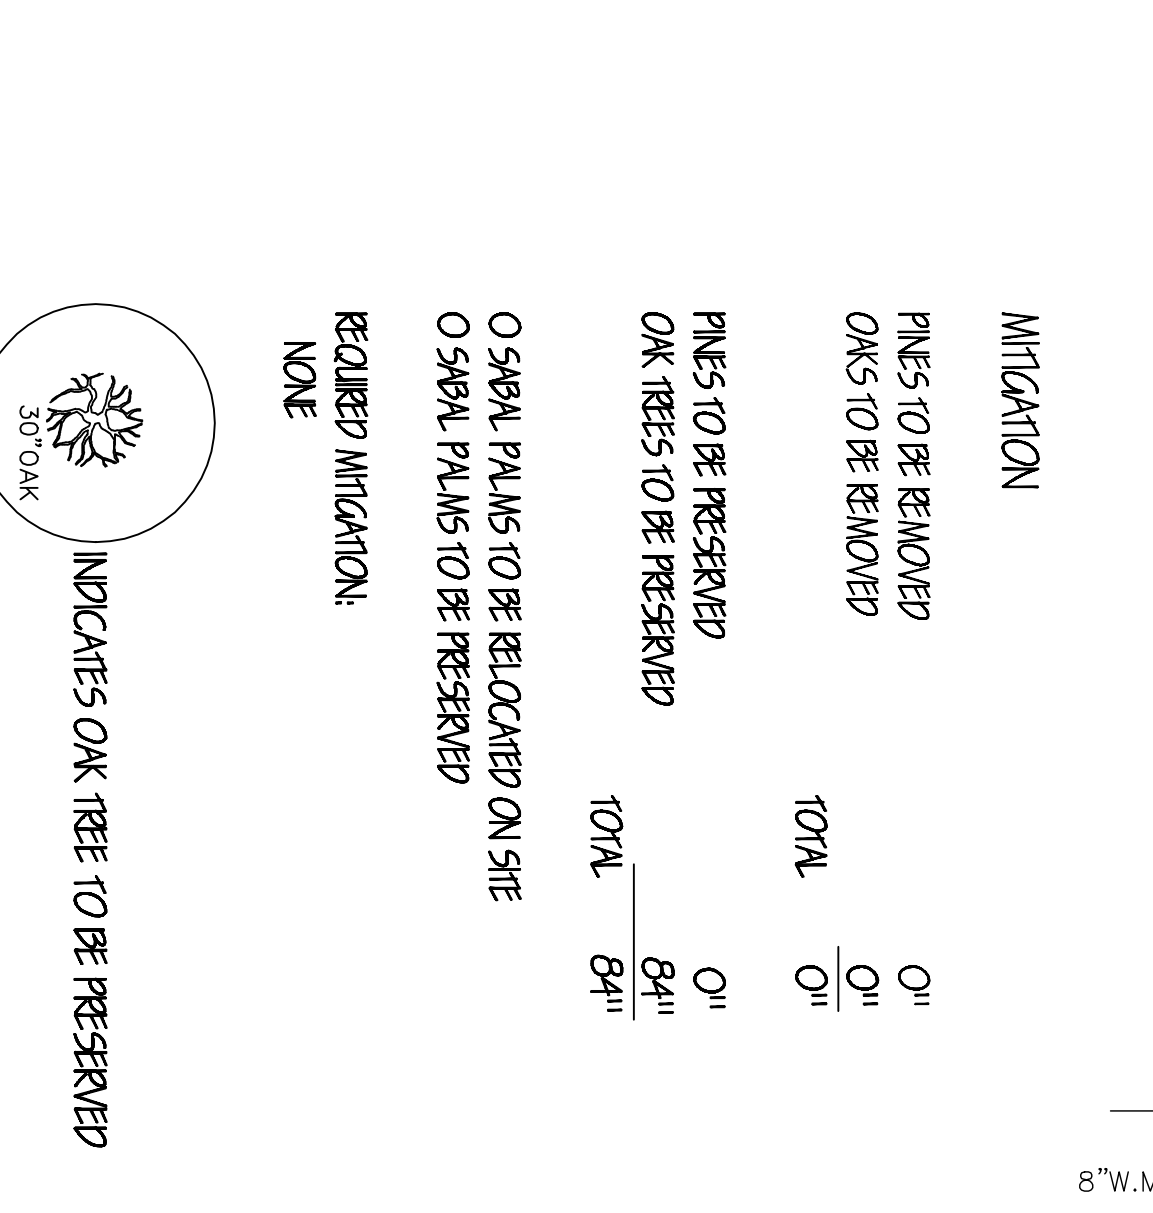 MITIGATION
PINES TO BE REMOVED 0"
OAKS TO BE REMOVED 0"
TOTAL 0"
PINES TO BE PRESERVED 0"
OAK TREES TO BE PRESERVED 84"
TOTAL 84"
0 SABAL PALMS TO BE RELOCATED ON SITE
0 SABAL PALMS TO BE PRESERVED
REQUIRED MITIGATION:
NONE
INDICATES OAK TREE TO BE PRESERVED
30"OAK
8"W.M